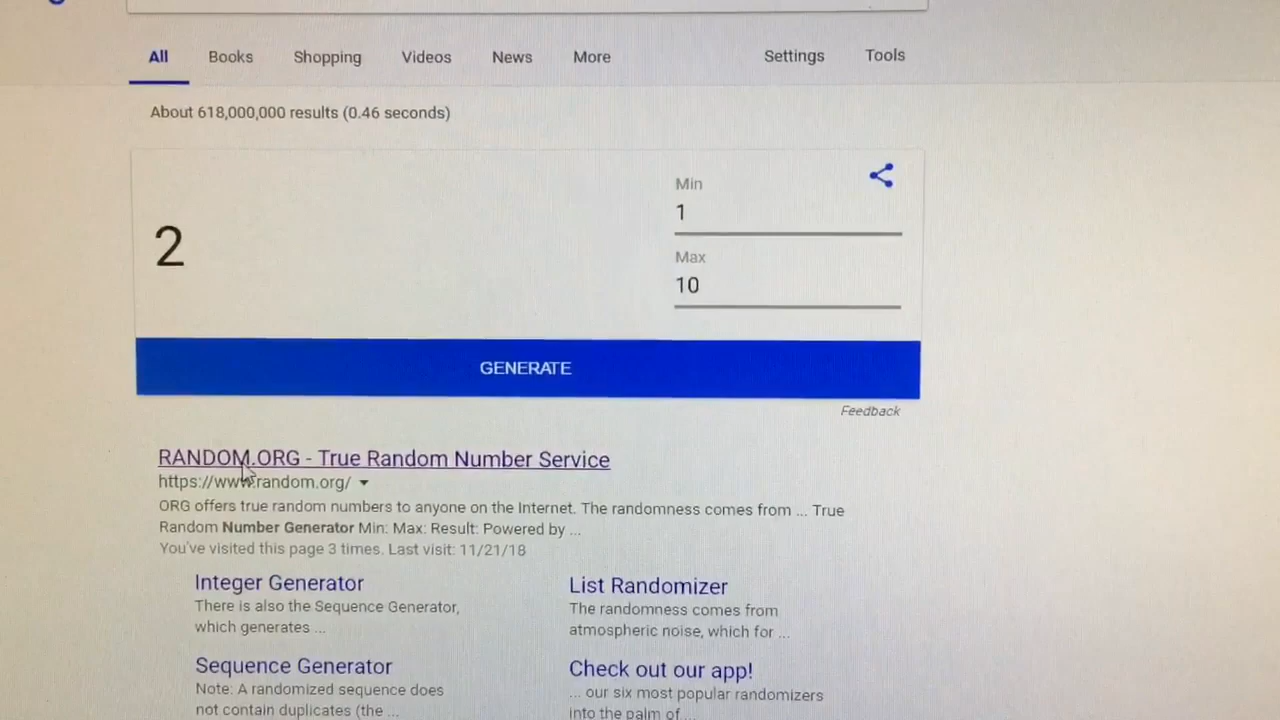 All Books Shopping Videos News More Settings Tools
About 618,000,000 results (0.46 seconds)
2
Min
1
Max
10
GENERATE
Feedback
RANDOM.ORG - True Random Number Service
https://www.random.org/
ORG offers true random numbers to anyone on the Internet. The randomness comes from ... True
Random Number Generator Min: Max: Result: Powered by ...
You've visited this page 3 times. Last visit: 11/21/18
Integer Generator
There is also the Sequence Generator,
which generates ...
List Randomizer
The randomness comes from
atmospheric noise, which for ...
Sequence Generator
Note: A randomized sequence does
not contain duplicates (the ...
Check out our app!
... our six most popular randomizers
into the palm of ...